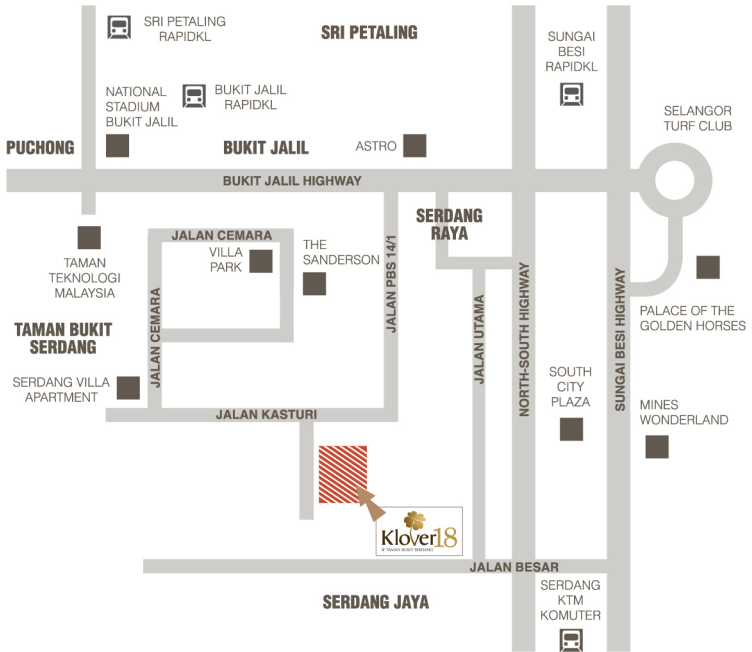 SRI PETALING
RAPIDKL
SRI PETALING
SUNGAI
BESI
RAPIDKL
NATIONAL
STADIUM
BUKIT JALIL
BUKIT JALIL
RAPIDKL
SELANGOR
TURF CLUB
PUCHONG
BUKIT JALIL
ASTRO
BUKIT JALIL HIGHWAY
SERDANG
RAYA
JALAN CEMARA
VILLA
PARK
THE
SANDERSON
JALAN PBS 14/1
TAMAN
TEKNOLOGI
MALAYSIA
PALACE OF THE
GOLDEN HORSES
TAMAN BUKIT
SERDANG
JALAN CEMARA
JALAN UTAMA
NORTH-SOUTH HIGHWAY
SUNGAI BESI HIGHWAY
SERDANG VILLA
APARTMENT
SOUTH
CITY
PLAZA
MINES
WONDERLAND
JALAN KASTURI
Klover18
@ TAMAN BUKIT SERDANG
JALAN BESAR
SERDANG JAYA
SERDANG
KTM
KOMUTER